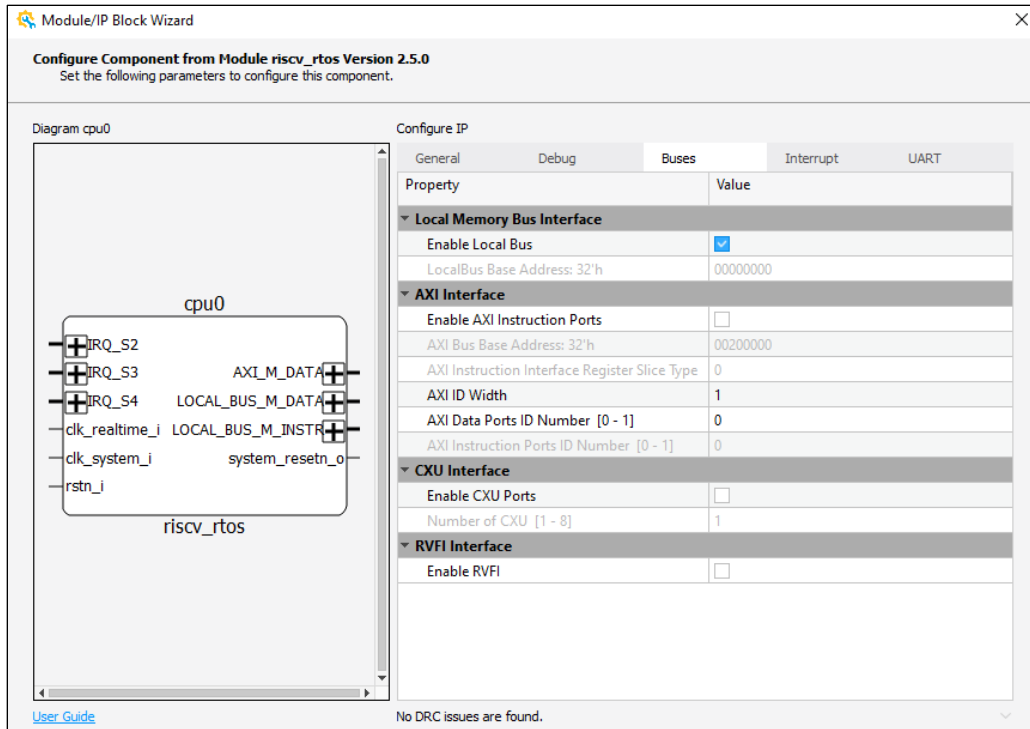 Module/IP Block Wizard
Configure Component from Module riscv_rtos Version 2.5.0
Set the following parameters to configure this component.
Diagram cpu0
cpu0
IRQ_S2
IRQ_S3 AXI_M_DATA
IRQ_S4 LOCAL_BUS_M_DATA
clk_realtime_i LOCAL_BUS_M_INSTR
clk_system_i system_resetn_o
rstn_i
riscv_rtos
User Guide
Configure IP
General Debug Buses Interrupt UART
Property Value
Local Memory Bus Interface
Enable Local Bus
LocalBus Base Address: 32'h 00000000
AXI Interface
Enable AXI Instruction Ports
AXI Bus Base Address: 32'h 00200000
AXI Instruction Interface Register Slice Type 0
AXI ID Width 1
AXI Data Ports ID Number [0 - 1] 0
AXI Instruction Ports ID Number [0 - 1] 0
CXU Interface
Enable CXU Ports
Number of CXU [1 - 8] 1
RVFI Interface
Enable RVFI
No DRC issues are found.